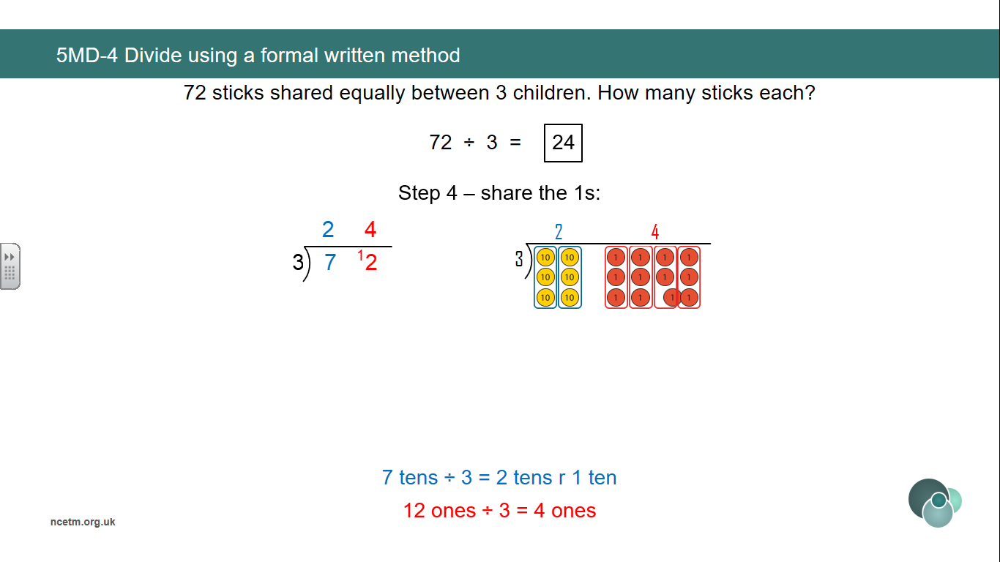 5MD-4 Divide using a formal written method
72 sticks shared equally between 3 children. How many sticks each?
72 ÷ 3 = 24
Step 4 – share the 1s:
2 4
3 7 12
2 4
3
10 10 1 1 1 1
10 10 1 1 1 1
10 10 1 1 1 1
7 tens ÷ 3 = 2 tens r 1 ten
12 ones ÷ 3 = 4 ones
ncetm.org.uk